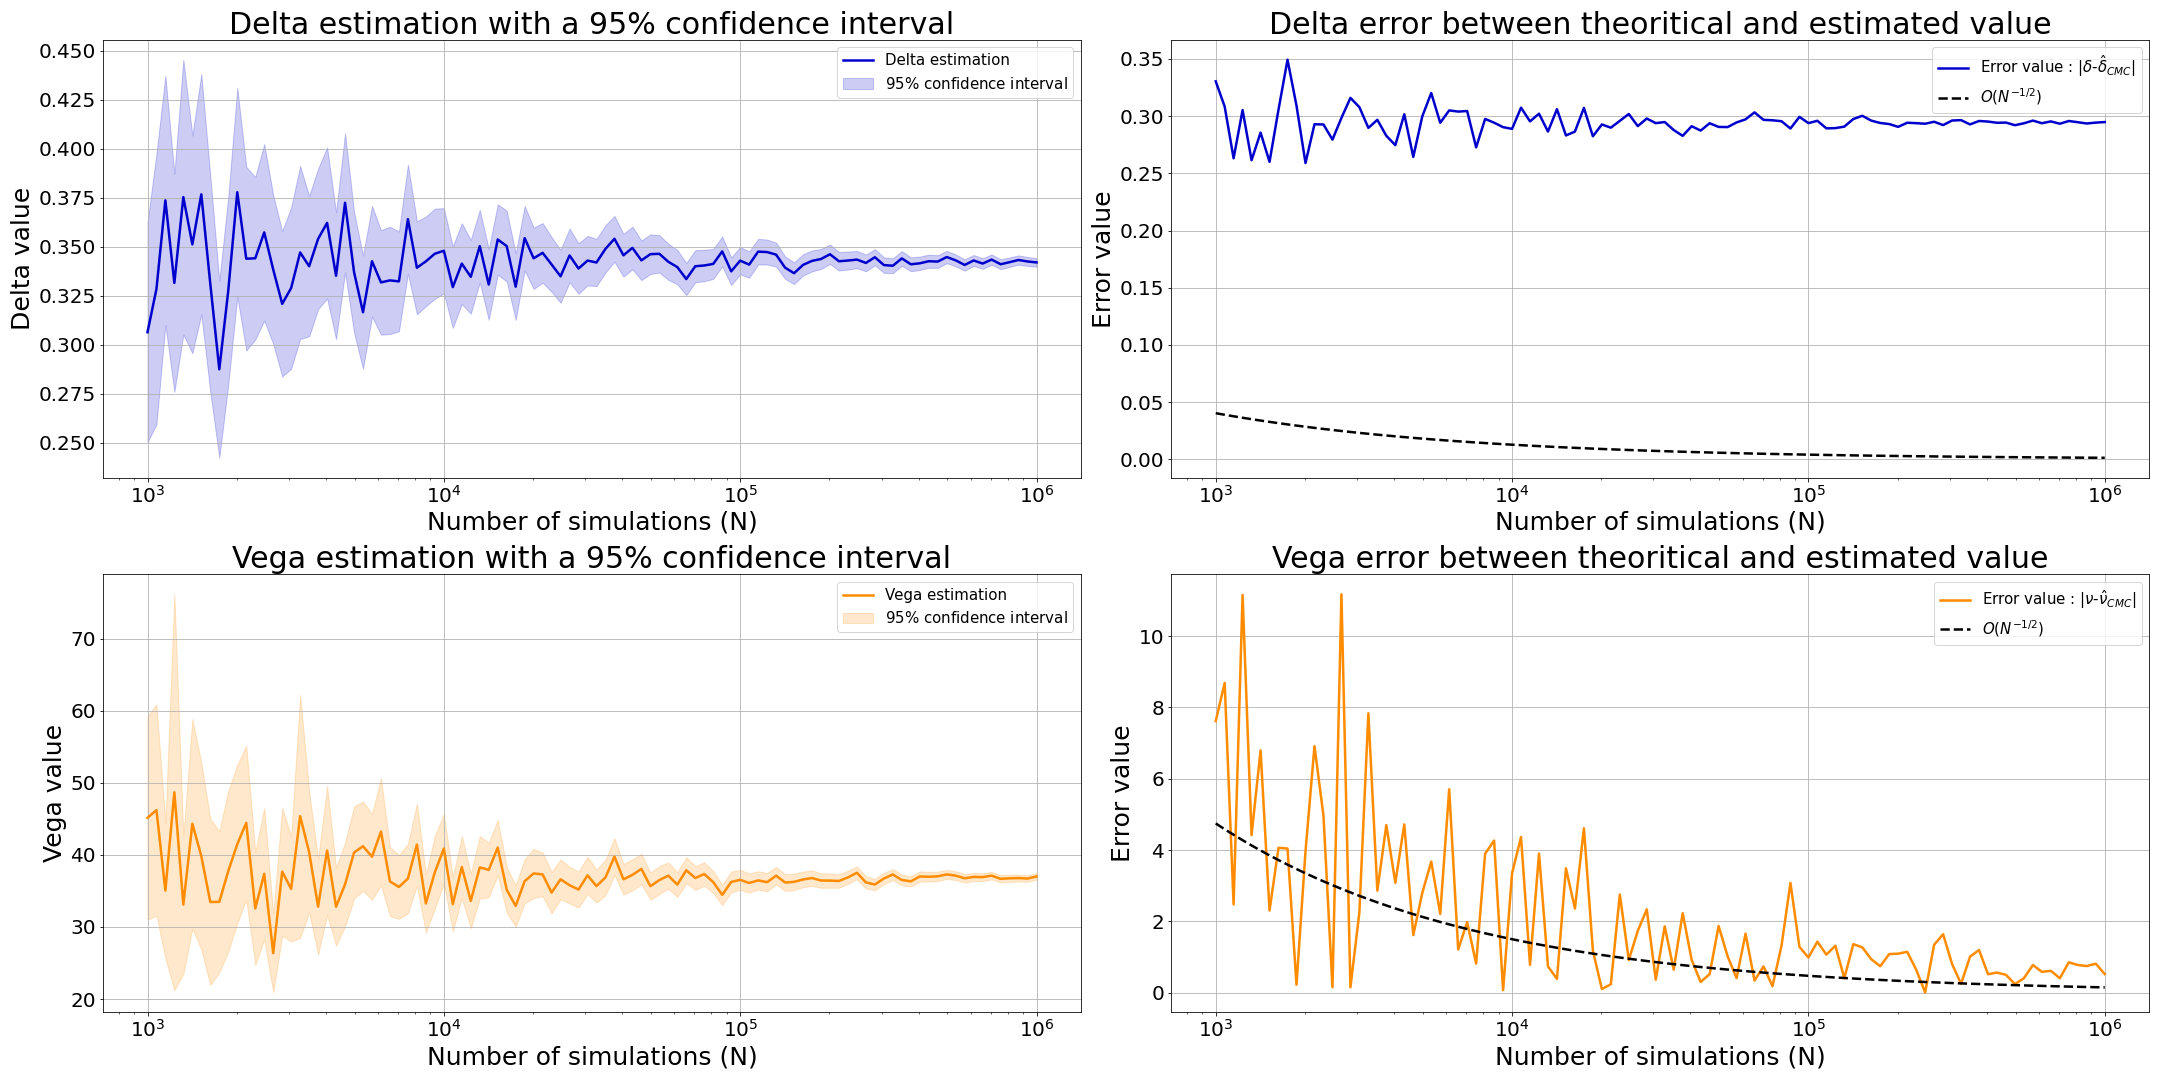 Delta estimation with a 95% confidence interval
Delta value
0.450
0.425
0.400
0.375
0.350
0.325
0.300
0.275
0.250
Delta estimation
95% confidence interval
10³ 10⁴ 10⁵ 10⁶
Number of simulations (N)
Delta error between theoritical and estimated value
Error value
0.35
0.30
0.25
0.20
0.15
0.10
0.05
0.00
Error value : |δ-δ̂_CMC|
O(N^{-1/2})
10³ 10⁴ 10⁵ 10⁶
Number of simulations (N)
Vega estimation with a 95% confidence interval
Vega value
70
60
50
40
30
20
Vega estimation
95% confidence interval
10³ 10⁴ 10⁵ 10⁶
Number of simulations (N)
Vega error between theoritical and estimated value
Error value
10
8
6
4
2
0
Error value : |ν-ν̂_CMC|
O(N^{-1/2})
10³ 10⁴ 10⁵ 10⁶
Number of simulations (N)